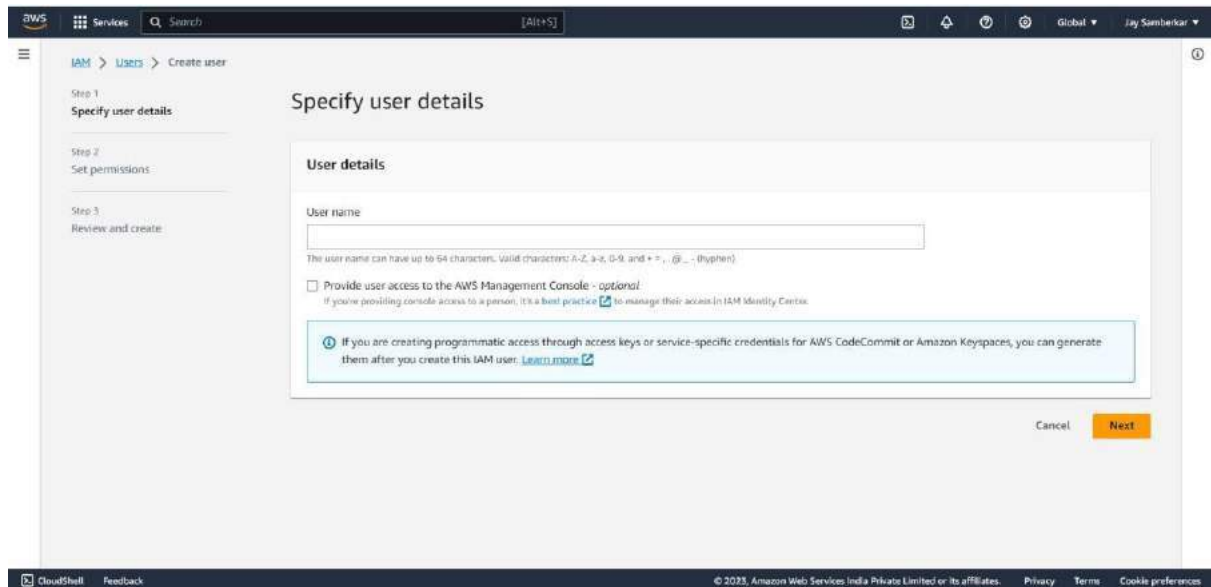 aws Services Search [Alt+S] Global Jay Samberkar
IAM > Users > Create user
Step 1
Specify user details
Step 2
Set permissions
Step 3
Review and create
Specify user details
User details
User name
The user name can have up to 64 characters. Valid characters: A-Z, a-z, 0-9, and + = , . @ _ - (hyphen)
Provide user access to the AWS Management Console - optional
If you're providing console access to a person, it's a best practice to manage their access in IAM Identity Center.
If you are creating programmatic access through access keys or service-specific credentials for AWS CodeCommit or Amazon Keyspaces, you can generate
them after you create this IAM user. Learn more
Cancel Next
CloudShell Feedback © 2023, Amazon Web Services India Private Limited or its affiliates. Privacy Terms Cookie preferences